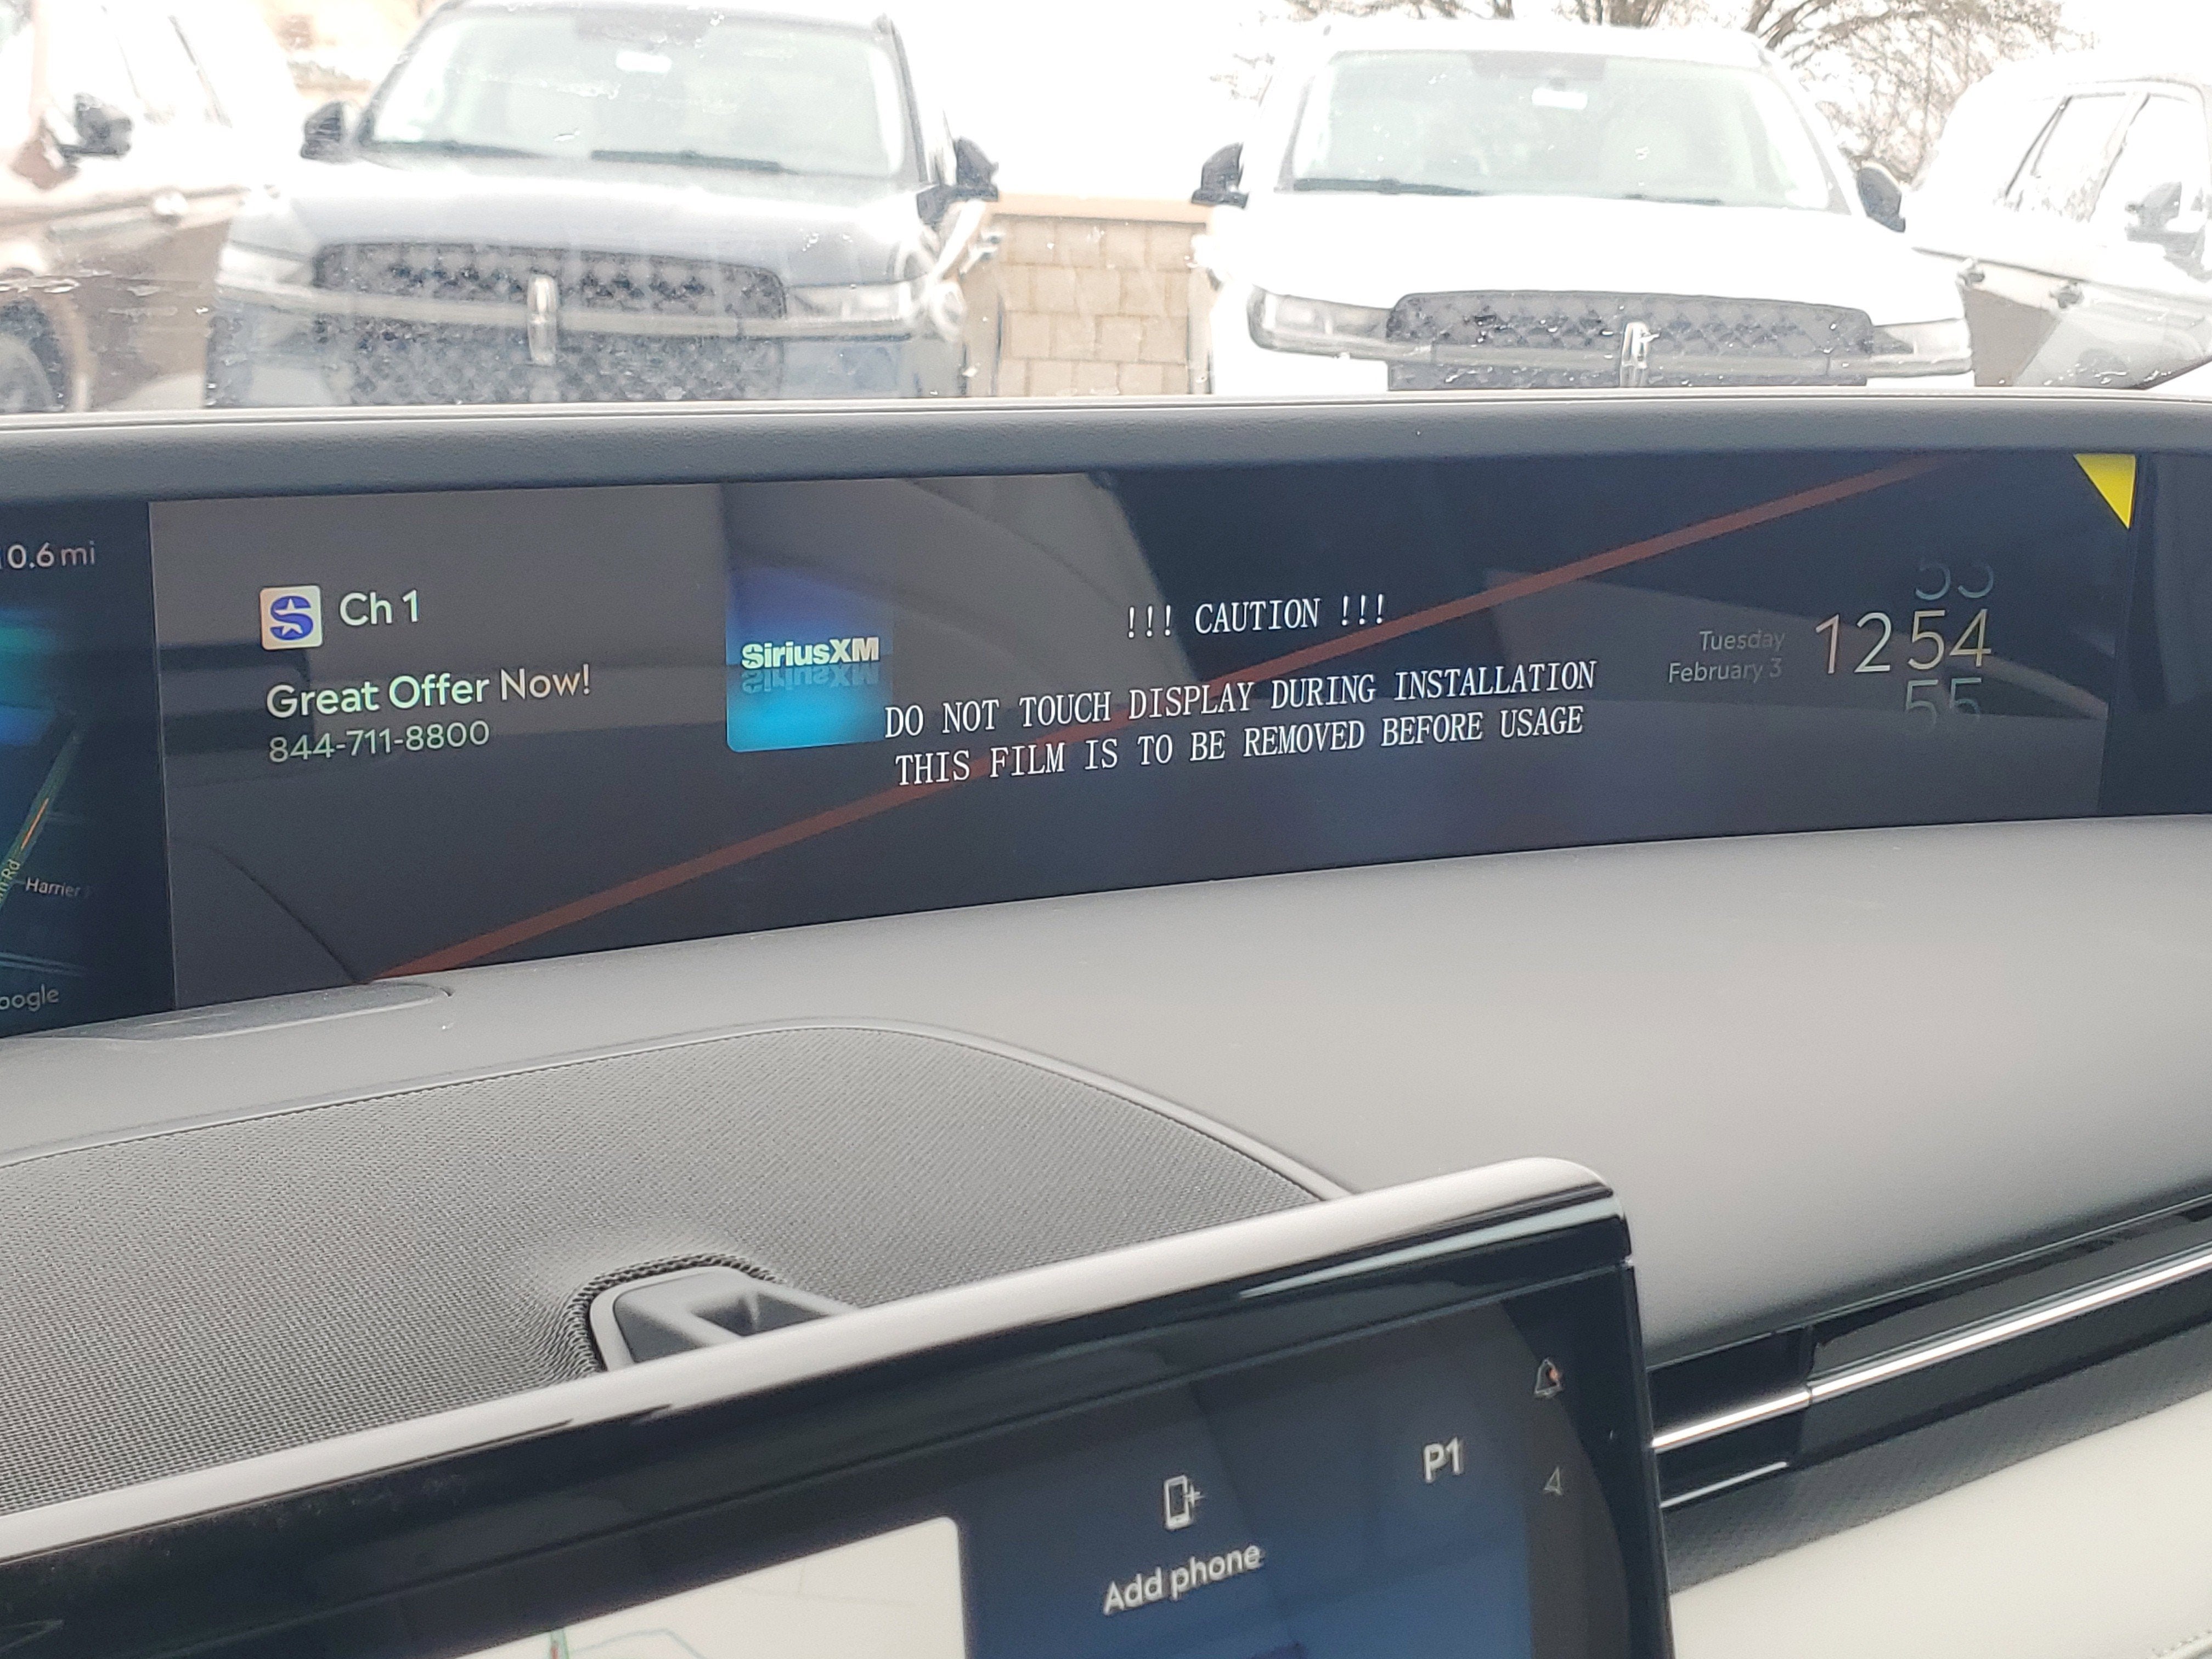 0.6 mi
Ch 1
Great Offer Now!
844-711-8800
SiriusXM
!!! CAUTION !!!
DO NOT TOUCH DISPLAY DURING INSTALLATION
THIS FILM IS TO BE REMOVED BEFORE USAGE
Tuesday
February 3
53
12 54
55
Rd
Harrier
oogle
P1
Add phone